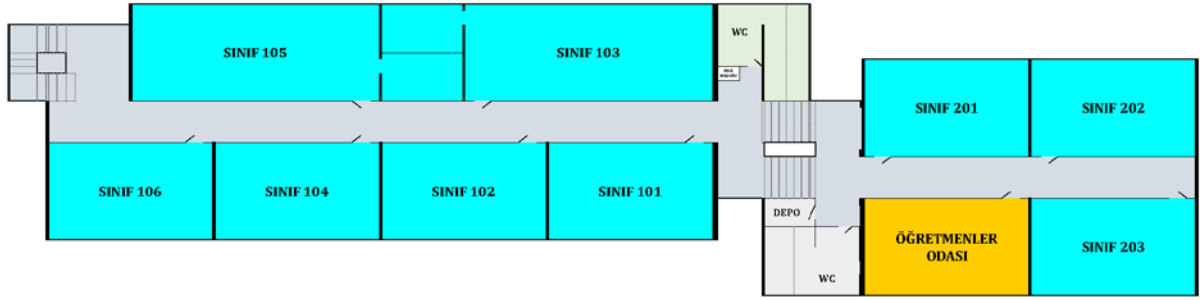 SINIF 105
SINIF 103
WC
SINIF 201
SINIF 202
SINIF 106
SINIF 104
SINIF 102
SINIF 101
DEPO
WC
ÖĞRETMENLER
ODASI
SINIF 203